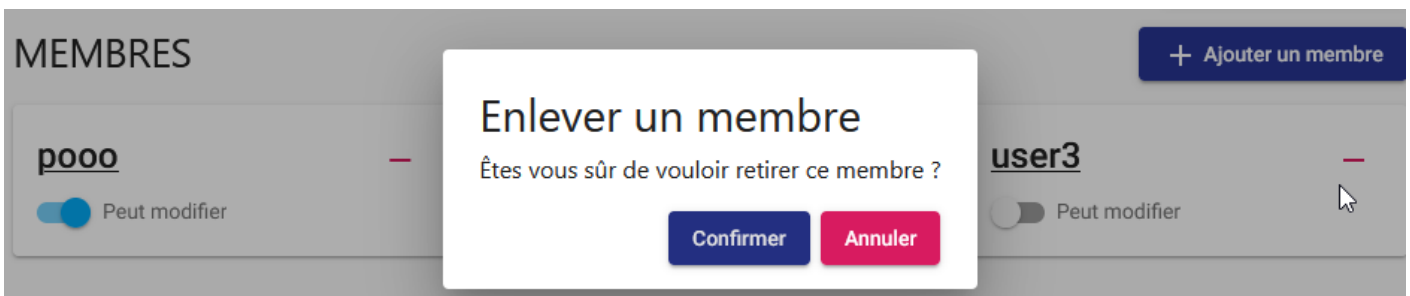 MEMBRES
+ Ajouter un membre
Enlever un membre
Êtes vous sûr de vouloir retirer ce membre ?
Confirmer Annuler
pooo
Peut modifier
user3
Peut modifier